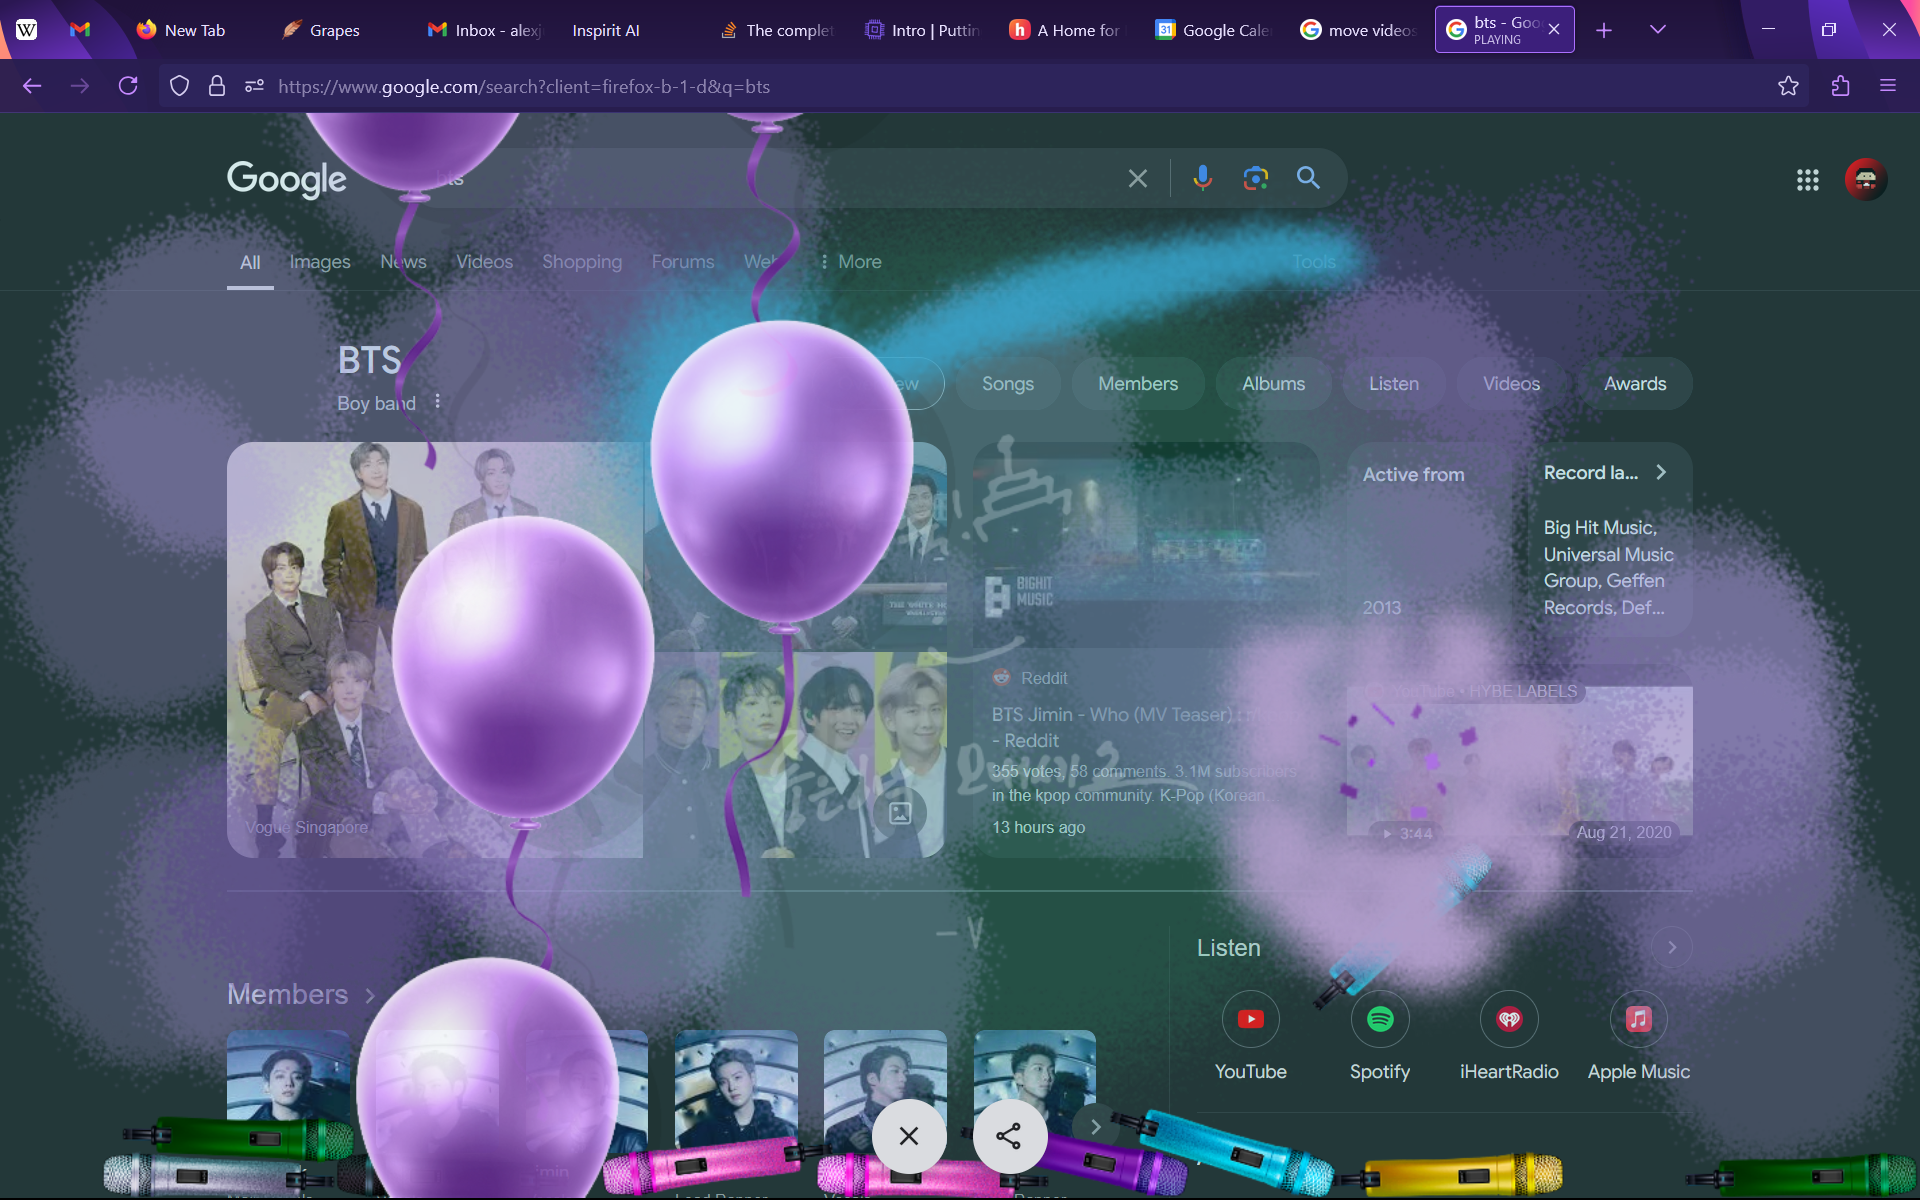 New Tab
Grapes
Inbox - alexj
Inspirit AI
The complet
Intro | Puttin
A Home for
Google Cale
move videos
bts - Goo
PLAYING
https://www.google.com/search?client=firefox-b-1-d&q=bts
Google
bts
All
Images
News
Videos
Shopping
Forums
Web
More
Tools
BTS
Boy band
Songs
Members
Albums
Listen
Videos
Awards
Vogue Singapore
BIGHIT
MUSIC
Reddit
BTS Jimin - Who (MV Teaser) :
- Reddit
355 votes, 58 comments. 3.1M subscribers
in the kpop community. K-Pop (Korean
13 hours ago
Active from
2013
Record la...
Big Hit Music,
Universal Music
Group, Geffen
Records, Def...
YouTube • HYBE LABELS
3:44
Aug 21, 2020
– V
Members
Listen
YouTube
Spotify
iHeartRadio
Apple Music